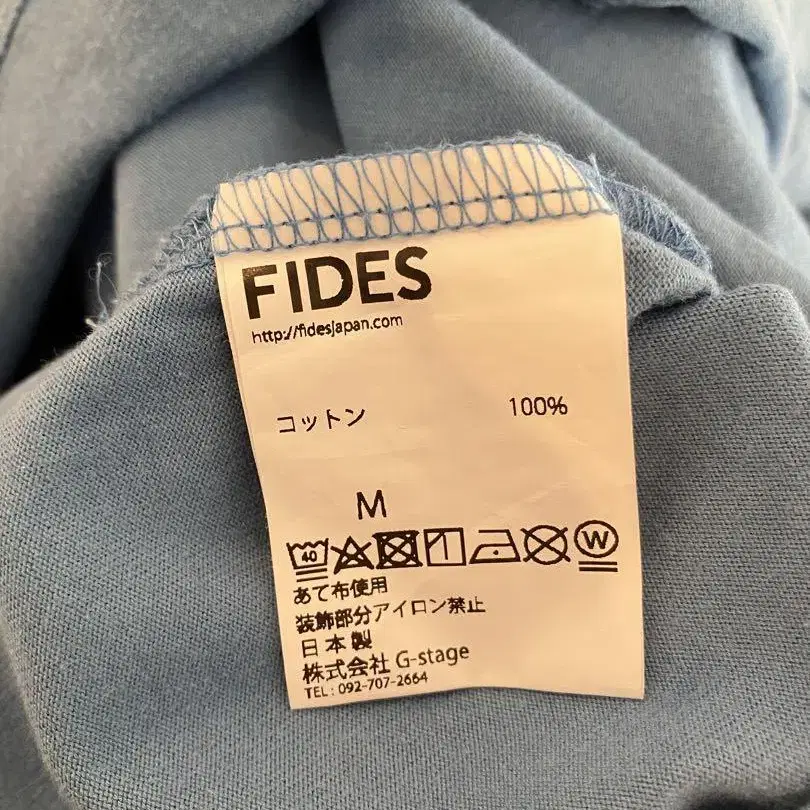 FIDES
http://fidesjapan.com
コットン 100%
M
40 W
あて布使用
装飾部分アイロン禁止
日本製
株式会社 G-stage
TEL : 092-707-2664